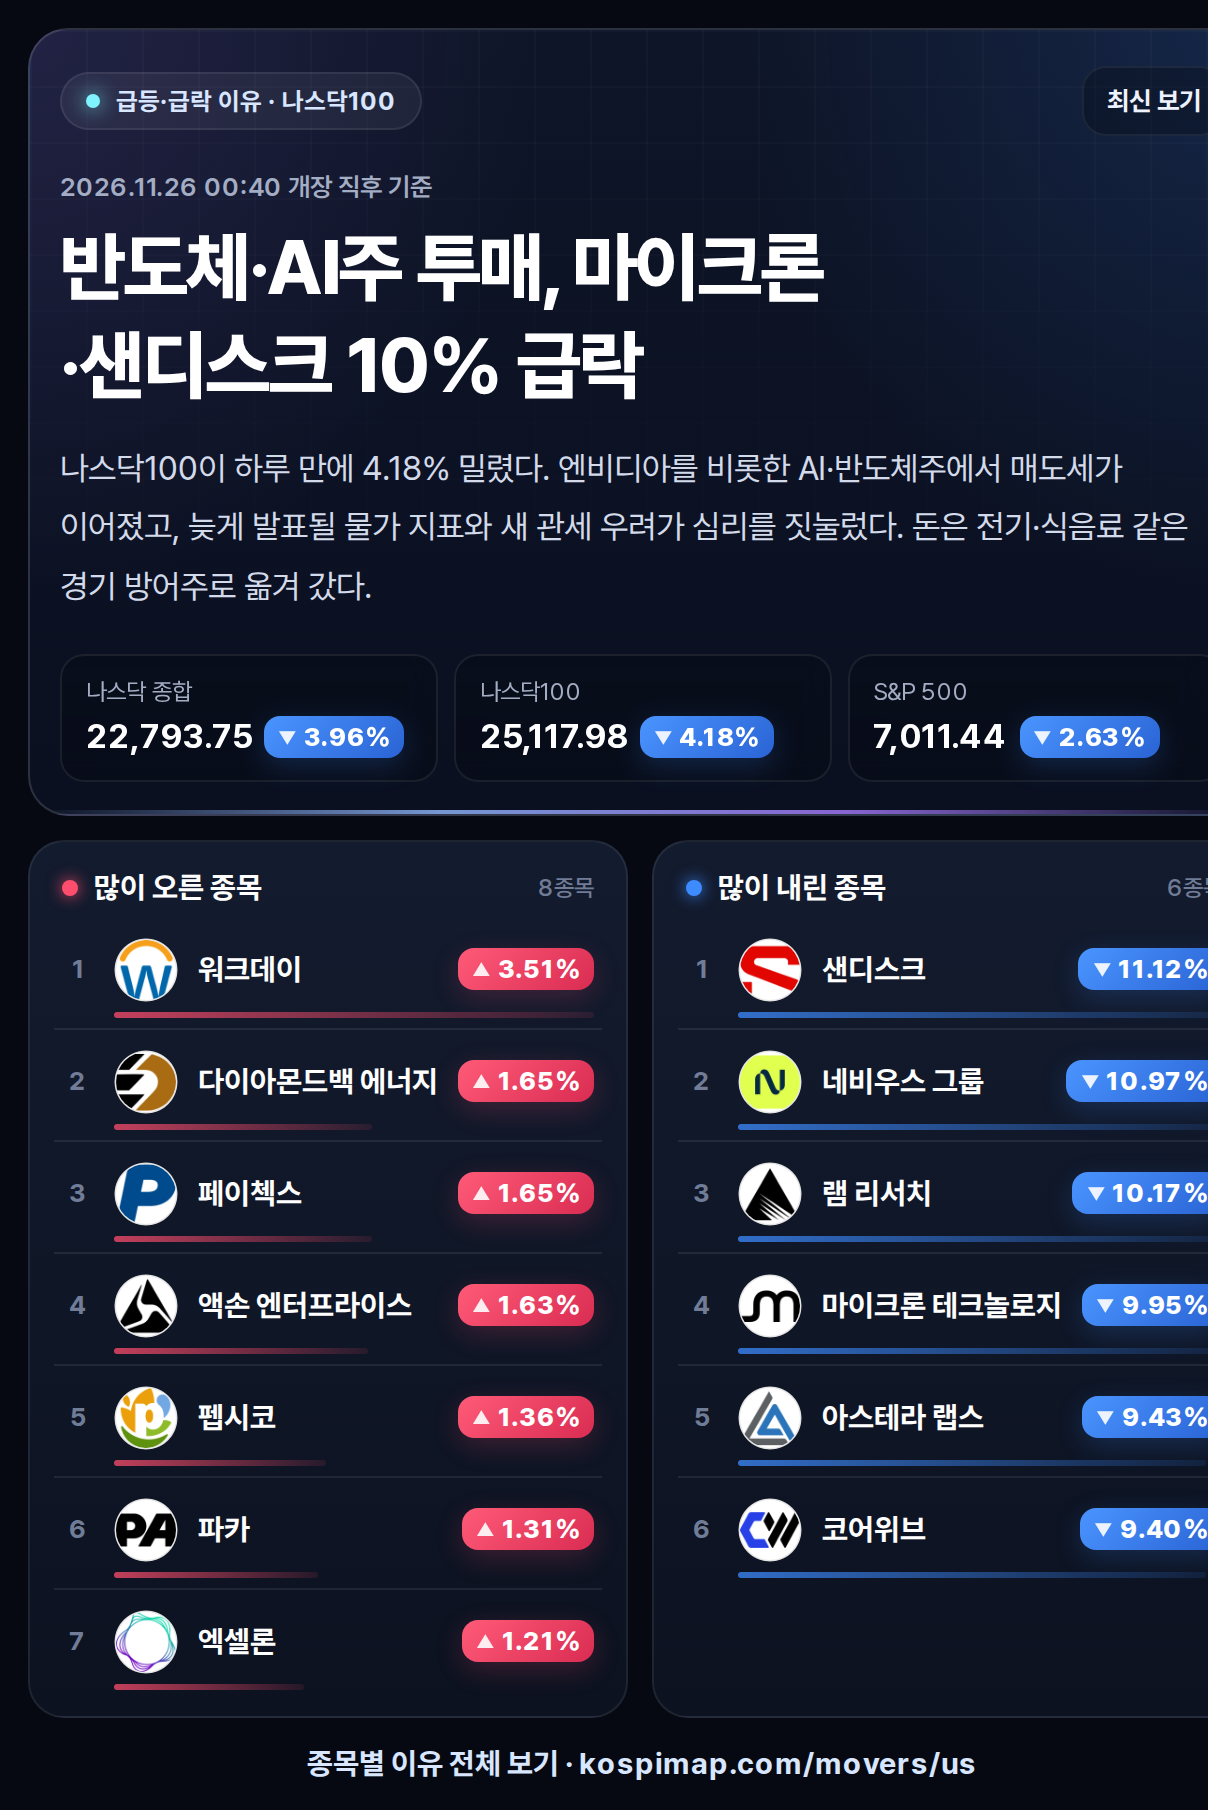 급등·급락 이유 · 나스닥100
최신 보기
2026.11.26 00:40 개장 직후 기준
반도체·AI주 투매, 마이크론
·샌디스크 10% 급락
나스닥100이 하루 만에 4.18% 밀렸다. 엔비디아를 비롯한 AI·반도체주에서 매도세가
이어졌고, 늦게 발표될 물가 지표와 새 관세 우려가 심리를 짓눌렀다. 돈은 전기·식음료 같은
경기 방어주로 옮겨 갔다.
나스닥 종합
22,793.75 ▼ 3.96%
나스닥100
25,117.98 ▼ 4.18%
S&P 500
7,011.44 ▼ 2.63%
많이 오른 종목 8종목
1 워크데이 ▲ 3.51%
2 다이아몬드백 에너지 ▲ 1.65%
3 페이첵스 ▲ 1.65%
4 액손 엔터프라이스 ▲ 1.63%
5 펩시코 ▲ 1.36%
6 파카 ▲ 1.31%
7 엑셀론 ▲ 1.21%
많이 내린 종목 6종목
1 샌디스크 ▼ 11.12%
2 네비우스 그룹 ▼ 10.97%
3 램 리서치 ▼ 10.17%
4 마이크론 테크놀로지 ▼ 9.95%
5 아스테라 랩스 ▼ 9.43%
6 코어위브 ▼ 9.40%
종목별 이유 전체 보기 · kospimap.com/movers/us